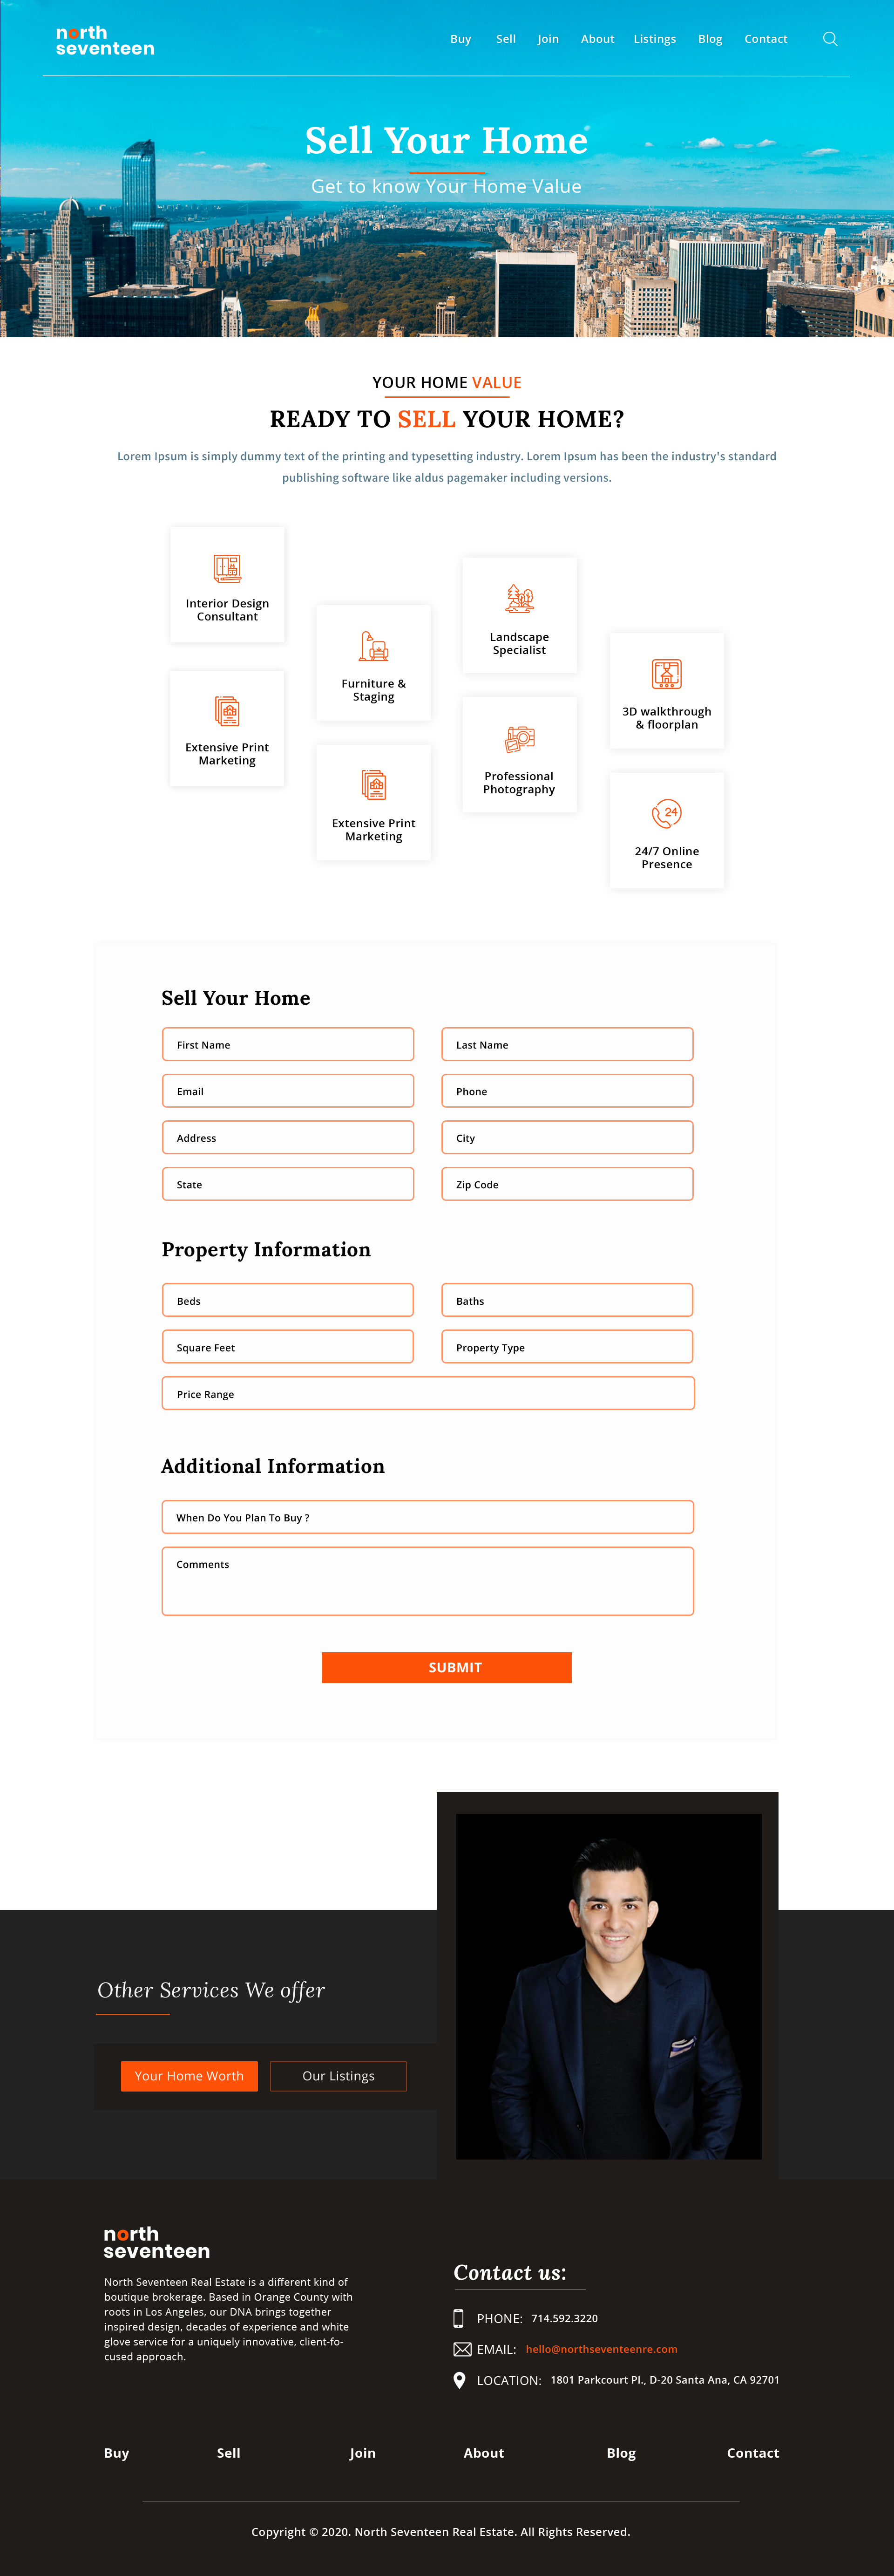 north
seventeen
Buy Sell Join About Listings Blog Contact
Sell Your Home
Get to know Your Home Value
YOUR HOME VALUE
READY TO SELL YOUR HOME?
Lorem Ipsum is simply dummy text of the printing and typesetting industry. Lorem Ipsum has been the industry's standard
publishing software like aldus pagemaker including versions.
Interior Design
Consultant
Extensive Print
Marketing
Furniture &
Staging
Extensive Print
Marketing
Landscape
Specialist
Professional
Photography
3D walkthrough
& floorplan
24
24/7 Online
Presence
Sell Your Home
First Name Last Name
Email Phone
Address City
State Zip Code
Property Information
Beds Baths
Square Feet Property Type
Price Range
Additional Information
When Do You Plan To Buy ?
Comments
SUBMIT
Other Services We offer
Your Home Worth Our Listings
north
seventeen
North Seventeen Real Estate is a different kind of
boutique brokerage. Based in Orange County with
roots in Los Angeles, our DNA brings together
inspired design, decades of experience and white
glove service for a uniquely innovative, client-fo-
cused approach.
Contact us:
PHONE: 714.592.3220
EMAIL: hello@northseventeenre.com
LOCATION: 1801 Parkcourt Pl., D-20 Santa Ana, CA 92701
Buy Sell Join About Blog Contact
Copyright © 2020. North Seventeen Real Estate. All Rights Reserved.